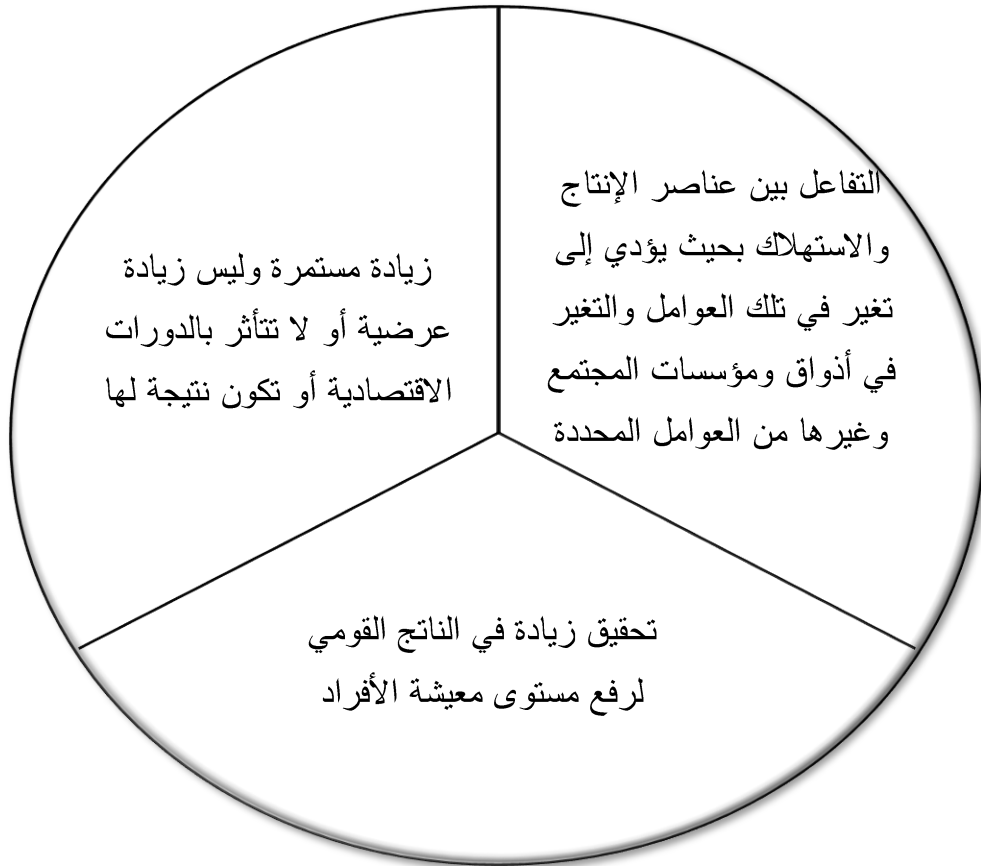 التفاعل بين عناصر الإنتاج
والاستهلاك بحيث يؤدي إلى
تغير في تلك العوامل والتغير
في أذواق ومؤسسات المجتمع
وغيرها من العوامل المحددة
زيادة مستمرة وليس زيادة
عرضية أو لا تتأثر بالدورات
الاقتصادية أو تكون نتيجة لها
تحقيق زيادة في الناتج القومي
لرفع مستوى معيشة الأفراد